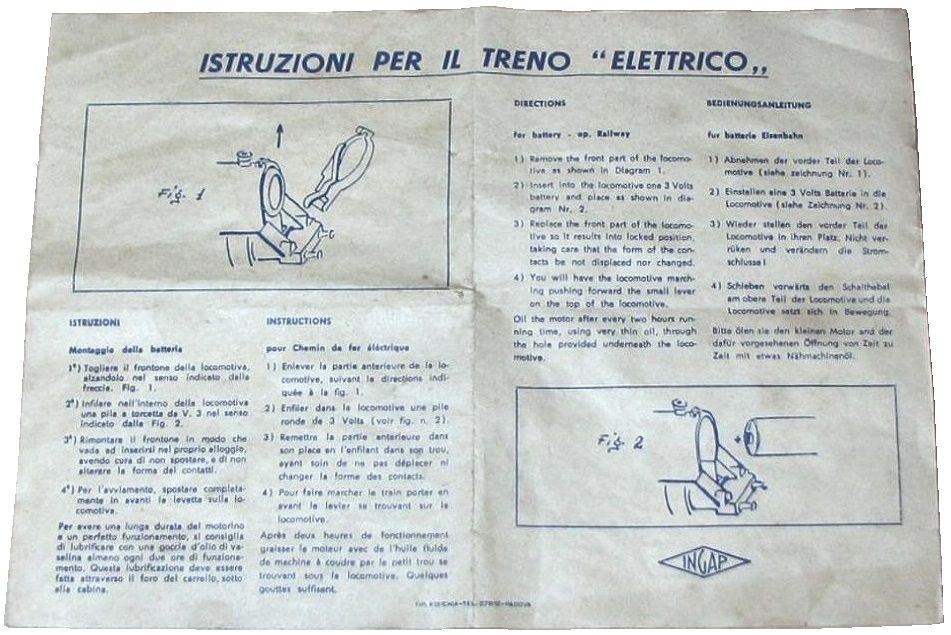 ISTRUZIONI PER IL TRENO “ELETTRICO„
Fig. 1
ISTRUZIONI
Montaggio della batteria
1°) Togliere il frontone della locomotiva,
alzandolo nel senso indicato dalla
freccia. Fig. 1.
2°) Infilare nell'interno della locomotiva
una pila a torcetta da V. 3 nel senso
indicato dalla Fig. 2.
3°) Rimontare il frontone in modo che
vada ad inserirsi nel proprio alloggio,
avendo cura di non spostare, e di non
alterare la forma dei contatti.
4°) Per l'avviamento, spostare completa-
mente in avanti la levetta sulla lo-
comotiva.
Per avere una lunga durata del motorino
e un perfetto funzionamento, si consiglia
di lubrificare con una goccia d'olio di va-
selina almeno ogni due ore di funziona-
mento. Questa lubrificazione deve essere
fatta attraverso il foro del carrello, sotto
alla cabina.
INSTRUCTIONS
pour Chemin de fer éléctrique
1) Enlever la partie anterieure de la lo-
comotive, suivant la directions indi-
quée à la fig. 1.
2) Enfiler dans la locomotive une pile
ronde de 3 Volts (voir fig. n. 2).
3) Remettre la partie anterieure dans
son place en l'enfilant dans son trou,
ayant soin de ne pas déplacer ni
changer la forme des contacts.
4) Pour faire marcher le train porter en
avant le levier se trouvant sur le
locomotive.
Après deux heures de fonctionnement
graisser le moteur avec de l'huile fluide
de machine à coudre par le petit trou se
trouvant sous la locomotive. Quelques
gouttes suffisent.
DIRECTIONS
for battery - op. Railway
1) Remove the front part of the locomo-
tive as shown in Diagram 1.
2) Insert into the locomotive one 3 Volts
battery and place as shown in dia-
gram Nr. 2.
3) Replace the front part of the locomo-
tive so it results into locked position,
taking care that the form of the con-
tacts be not displaced nor changed.
4) You will heve the locomotive march-
ing pushing forward the small lever
on the top of the locomotive.
Oil the motor after every two hours run-
ning time, using very thin oil, through
the hole provided underneath the loco-
motive.
BEDIENUNGSANLEITUNG
fur batterie Eisenbahn
1) Abnehmen der vorder Teil der Loco-
motive (siehe zeichnung Nr. 1).
2) Einstellen eine 3 Volts Batterie in die
Locomotive (siehe Zeichnung Nr. 2).
3) Wieder stellen den vorder Teil der
Locomotive in ihren Platz. Nicht ver-
rüken und verändern die Strom-
schlusse!
4) Schieben vorwärts den Schalthebel
am obere Teil der Locomotive und die
Locomotive setzt sich in Bewegung.
Bitte ölen sie den kleinen Motor and der
dafür vorgesehenen Öffnung von Zeit zu
Zeit mit etwas Nähmachinenöl.
Fig. 2
+
INGAP
PADOVA